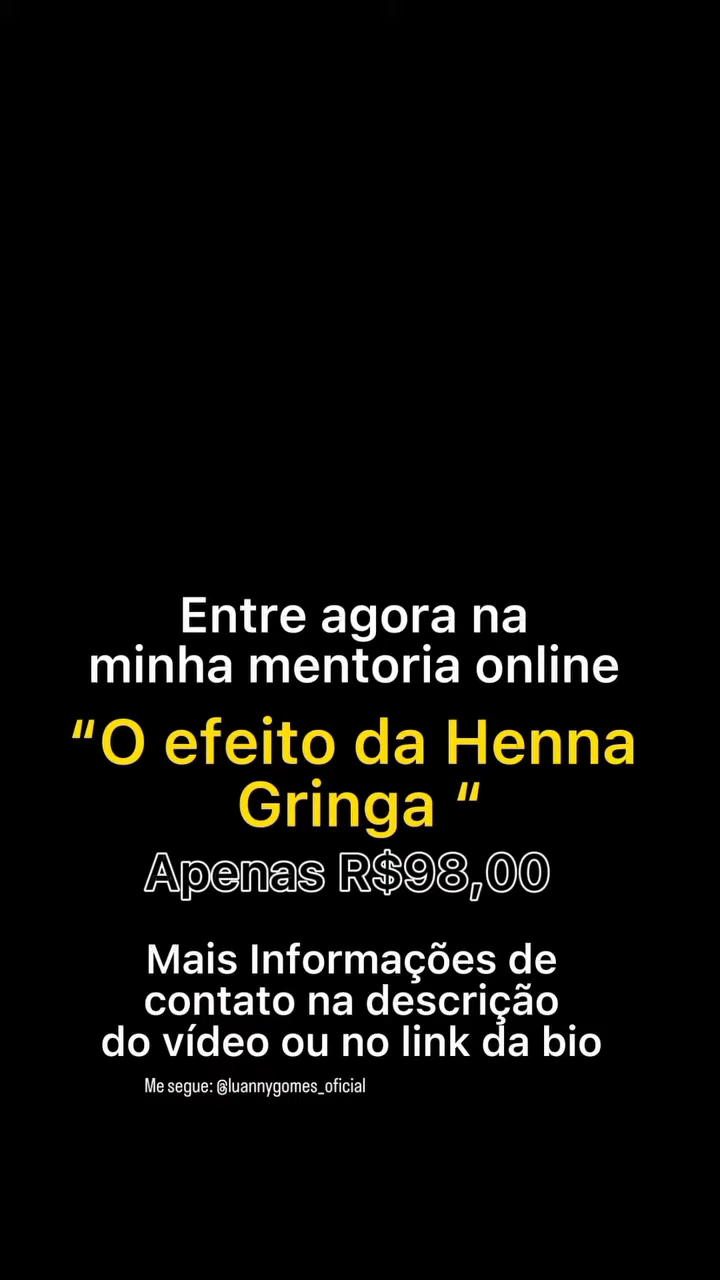 Entre agora na
minha mentoria online
“O efeito da Henna
Gringa “
Apenas R$98,00
Mais Informações de
contato na descrição
do vídeo ou no link da bio
Me segue: @luannygomes_oficial